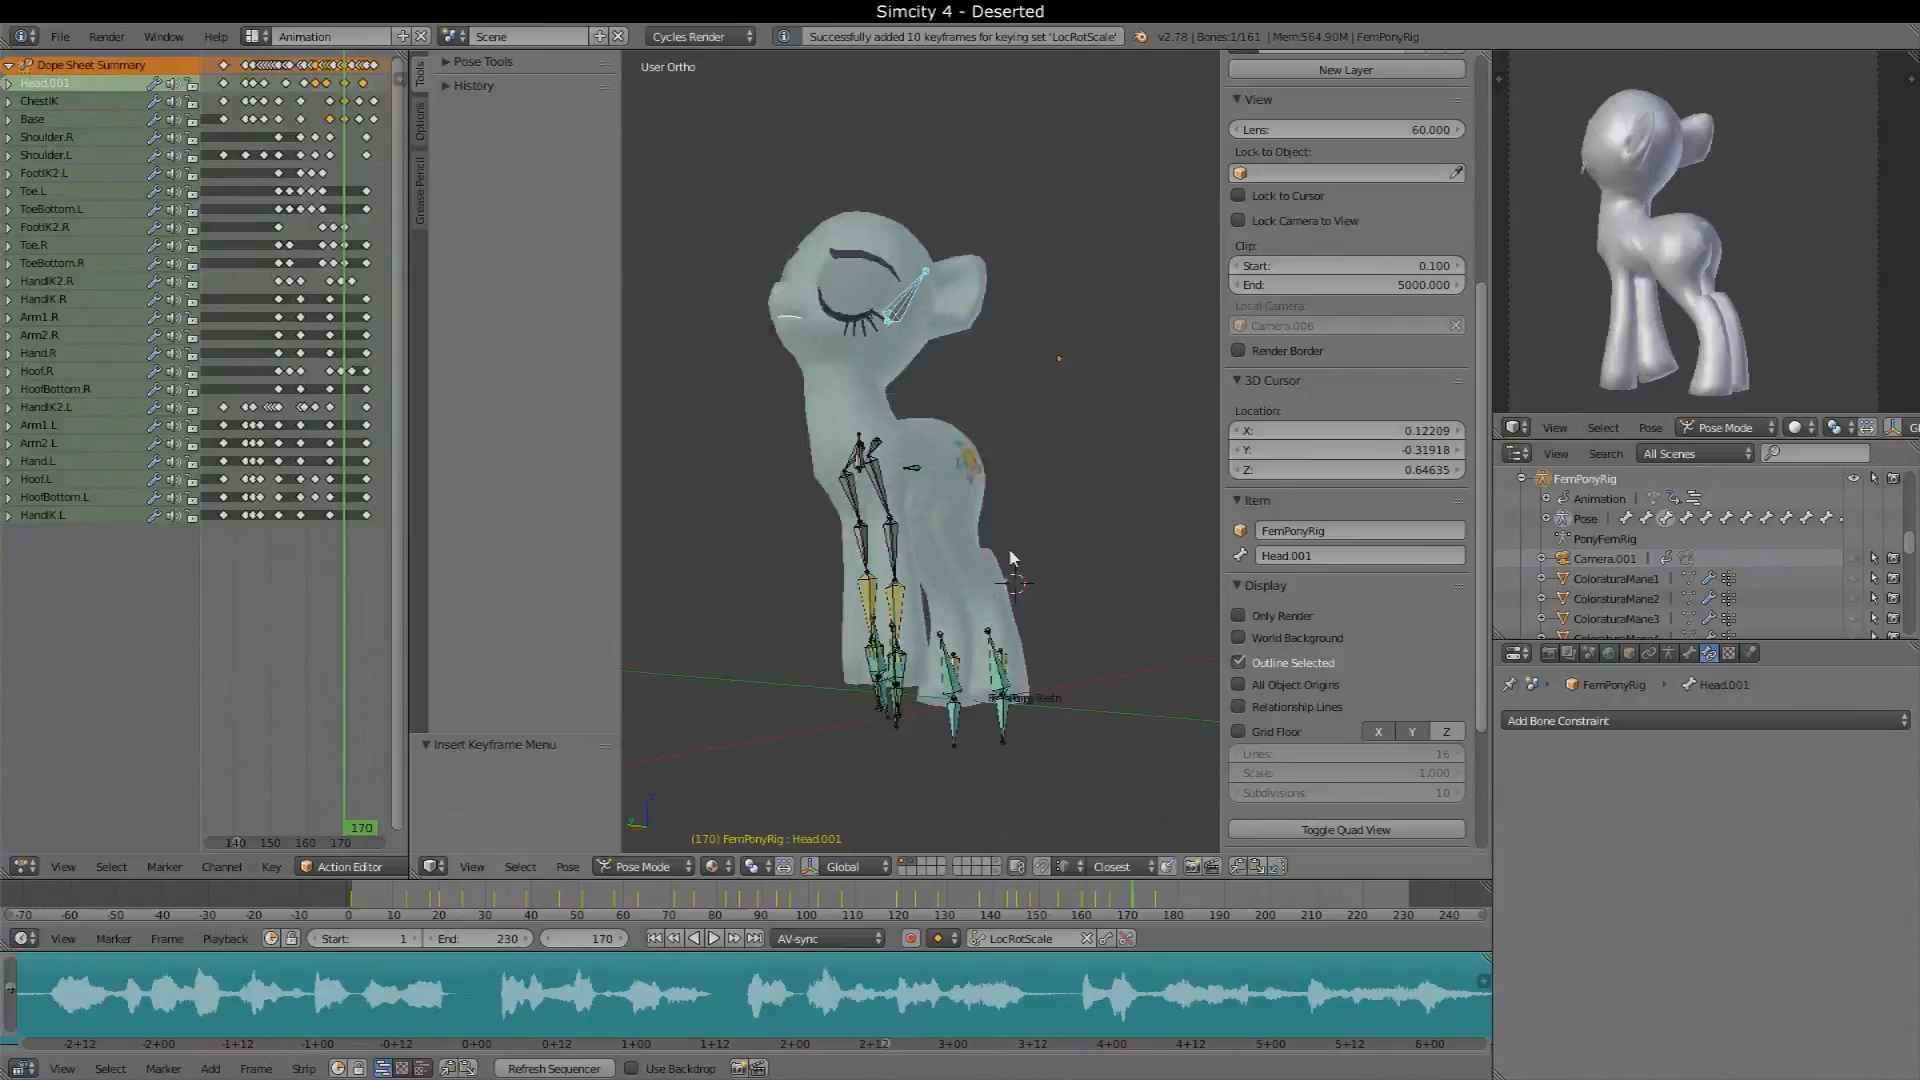 Simcity 4 - Deserted
File Render Window Help Animation Scene Cycles Render Successfully added 10 keyframes for keying set 'LocRotScale' v2.78 | Bones:1/161 | Mem:564.90M | FemPonyRig
Dope Sheet Summary
Head.001
ChestIK
Base
Shoulder.R
Shoulder.L
FootIK2.L
Toe.L
ToeBottom.L
FootIK2.R
Toe.R
ToeBottom.R
HandIK2.R
HandIK.R
Arm1.R
Arm2.R
Hand.R
Hoof.R
HoofBottom.R
HandIK2.L
Arm1.L
Arm2.L
Hand.L
Hoof.L
HoofBottom.L
HandIK.L
170
140 150 160 170
View Select Marker Channel Key Action Editor
Tools
Options
Grease Pencil
Pose Tools
History
Insert Keyframe Menu
User Ortho
(170) FemPonyRig : Head.001
View Select Pose Pose Mode Global Closest
New Layer
View
Lens: 60.000
Lock to Object:
Lock to Cursor
Lock Camera to View
Clip:
Start: 0.100
End: 5000.000
Local Camera:
Camera.006
Render Border
3D Cursor
Location:
X: 0.12209
Y: -0.31918
Z: 0.64635
Item
FemPonyRig
Head.001
Display
Only Render
World Background
Outline Selected
All Object Origins
Relationship Lines
Grid Floor X Y Z
Lines: 16
Scale: 1.000
Subdivisions: 10
Toggle Quad View
View Select Pose Pose Mode
View Search All Scenes
FemPonyRig
Animation
Pose
PonyFemRig
Camera.001
ColoraturaMane1
ColoraturaMane2
ColoraturaMane3
FemPonyRig Head.001
Add Bone Constraint
-70 -60 -50 -40 -30 -20 -10 0 10 20 30 40 50 60 70 80 90 100 110 120 130 140 150 160 170 180 190 200 210 220 230 240
View Marker Frame Playback Start: 1 End: 230 170 AV-sync LocRotScale
-2+12 -2+00 -1+12 -1+00 -0+12 0+00 0+12 1+00 1+12 2+00 2+12 3+00 3+12 4+00 4+12 5+00 5+12 6+00
View Select Marker Add Frame Strip Refresh Sequencer Use Backdrop